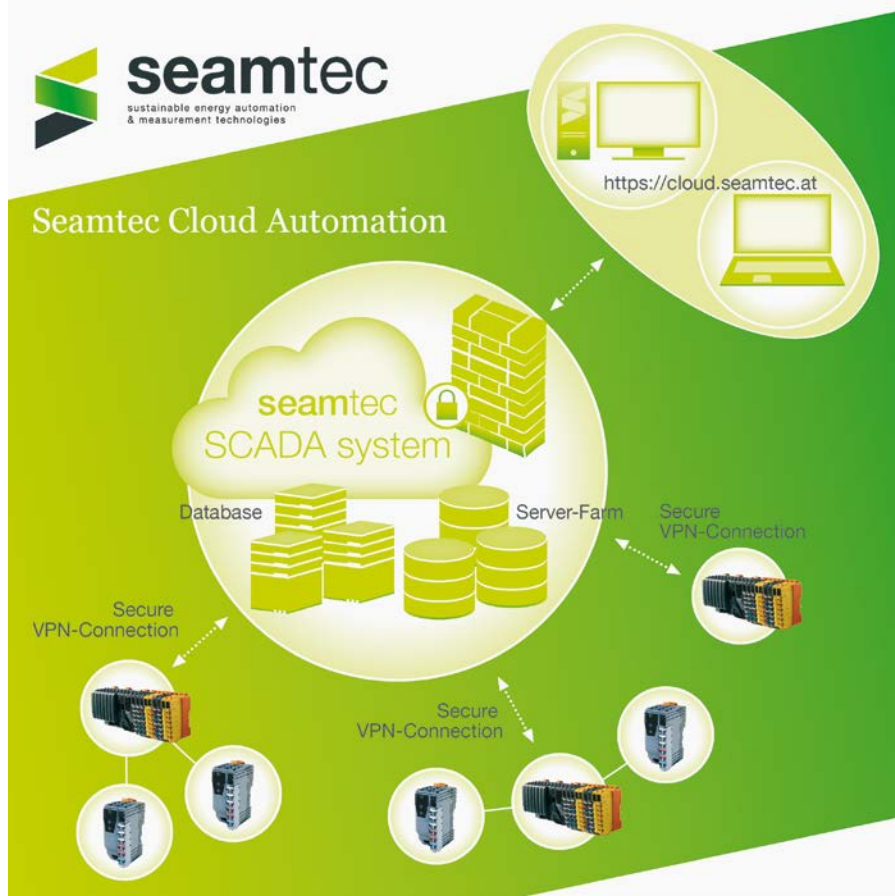 seamtec
sustainable energy automation
& measurement technologies
https://cloud.seamtec.at
Seamtec Cloud Automation
seamtec
SCADA system
Database
Server-Farm
Secure
VPN-Connection
Secure
VPN-Connection
Secure
VPN-Connection